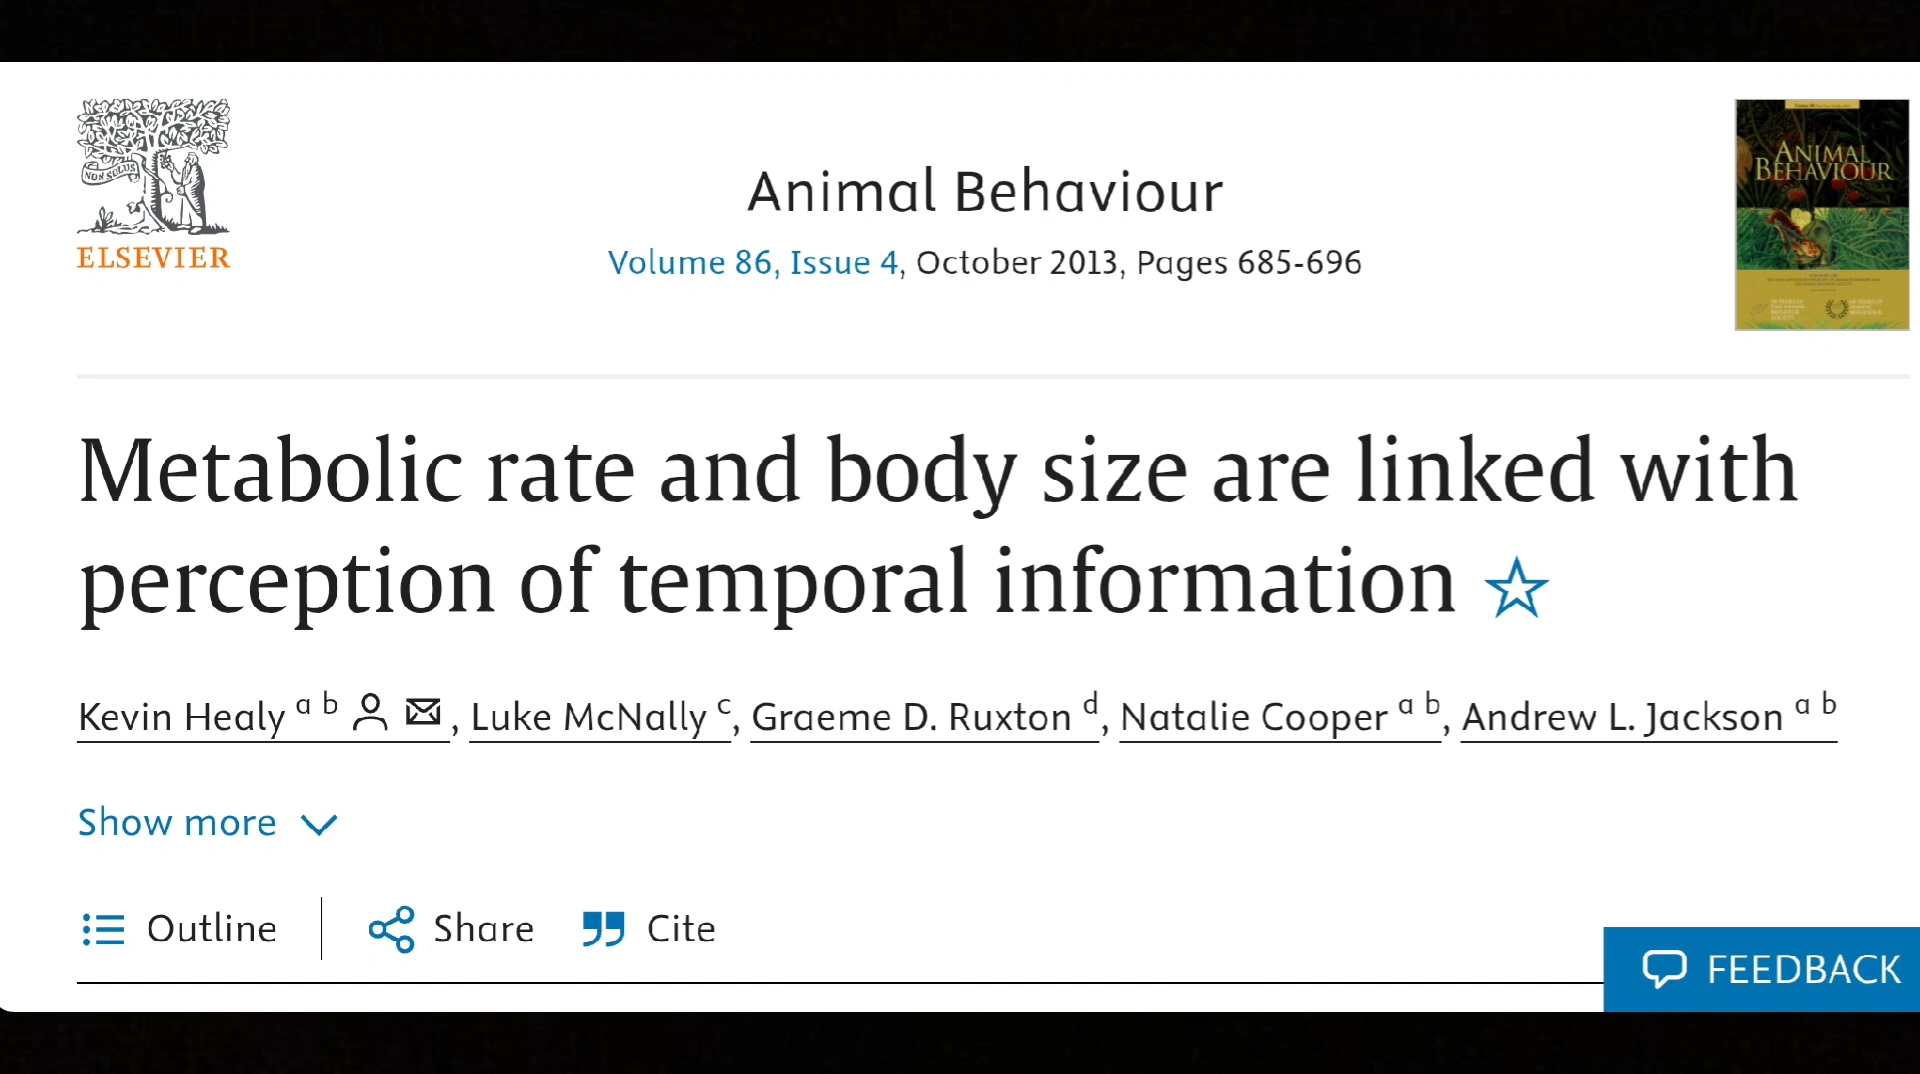 NON SOLUS
ELSEVIER
Animal Behaviour
Volume 86, Issue 4, October 2013, Pages 685-696
ANIMAL
BEHAVIOUR
Metabolic rate and body size are linked with
perception of temporal information
Kevin Healy a b, Luke McNally c, Graeme D. Ruxton d, Natalie Cooper a b, Andrew L. Jackson a b
Show more
Outline
Share
Cite
FEEDBACK